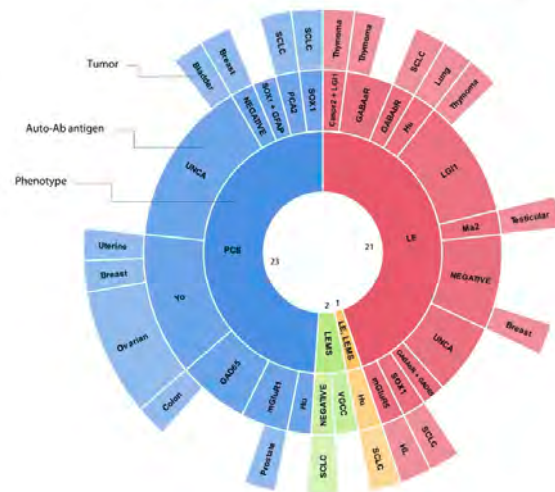 Tumor
Auto-Ab antigen
Phenotype
Bladder
Breast
SCLC
SCLC
Thymoma
Thymoma
SCLC
Lung
Thymoma
Testicular
Breast
SCLC
HL
SCLC
SCLC
Prostate
Colon
Ovarian
Breast
Uterine
UNCA
NEGATIVE
SOX1 + GFAP
PCA2
SOX1
Caspr2 + LGI1
GABAaR
GABAbR
Hu
LGI1
Ma2
NEGATIVE
UNCA
GABAbR + GAD65
SOX1
mGluR5
Hu
VGCC
NEGATIVE
Hu
mGluR1
GAD65
Yo
PCS
23
LE
21
LEMS
2
LE, LEMS
1